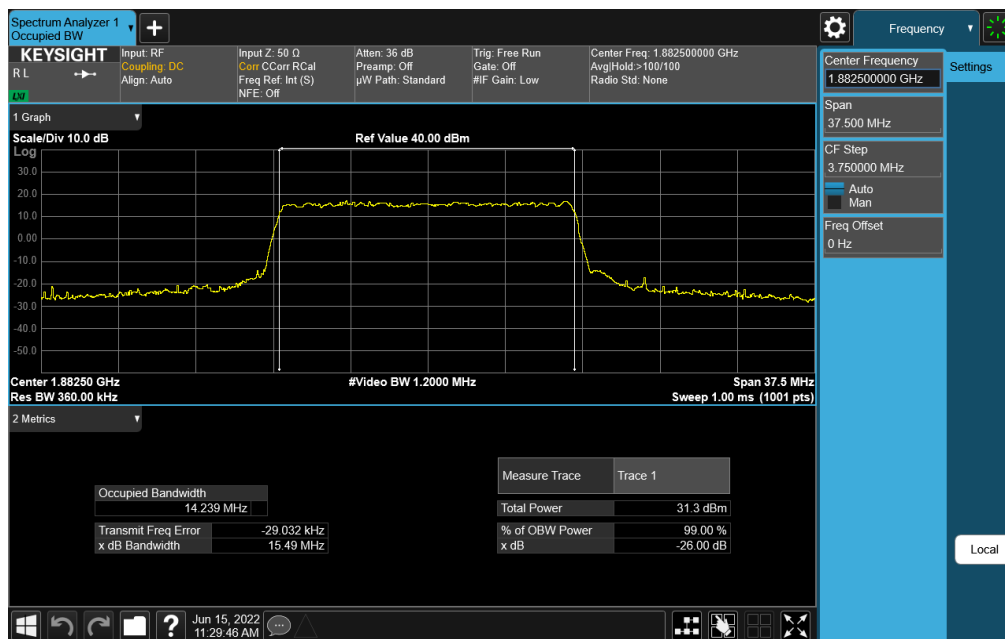 Spectrum Analyzer 1
Occupied BW
Frequency
KEYSIGHT
R L
LXI
Input: RF
Coupling: DC
Align: Auto
Input Z: 50 Ω
Corr CCorr RCal
Freq Ref: Int (S)
NFE: Off
Atten: 36 dB
Preamp: Off
µW Path: Standard
Trig: Free Run
Gate: Off
#IF Gain: Low
Center Freq: 1.882500000 GHz
Avg|Hold:>100/100
Radio Std: None
Center Frequency
1.882500000 GHz
Settings
Span
37.500 MHz
CF Step
3.750000 MHz
Auto
Man
Freq Offset
0 Hz
Local
1 Graph
Scale/Div 10.0 dB
Ref Value 40.00 dBm
Log
30.0
20.0
10.0
0.00
-10.0
-20.0
-30.0
-40.0
-50.0
Center 1.88250 GHz
#Video BW 1.2000 MHz
Span 37.5 MHz
Res BW 360.00 kHz
Sweep 1.00 ms (1001 pts)
2 Metrics
Occupied Bandwidth
14.239 MHz
Transmit Freq Error -29.032 kHz
x dB Bandwidth 15.49 MHz
Measure Trace Trace 1
Total Power 31.3 dBm
% of OBW Power 99.00 %
x dB -26.00 dB
?
Jun 15, 2022
11:29:46 AM